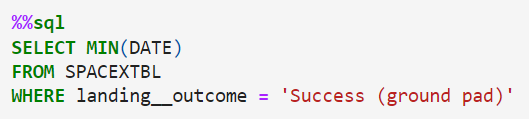 %%sql
SELECT MIN(DATE)
FROM SPACEXTBL
WHERE landing__outcome = 'Success (ground pad)'